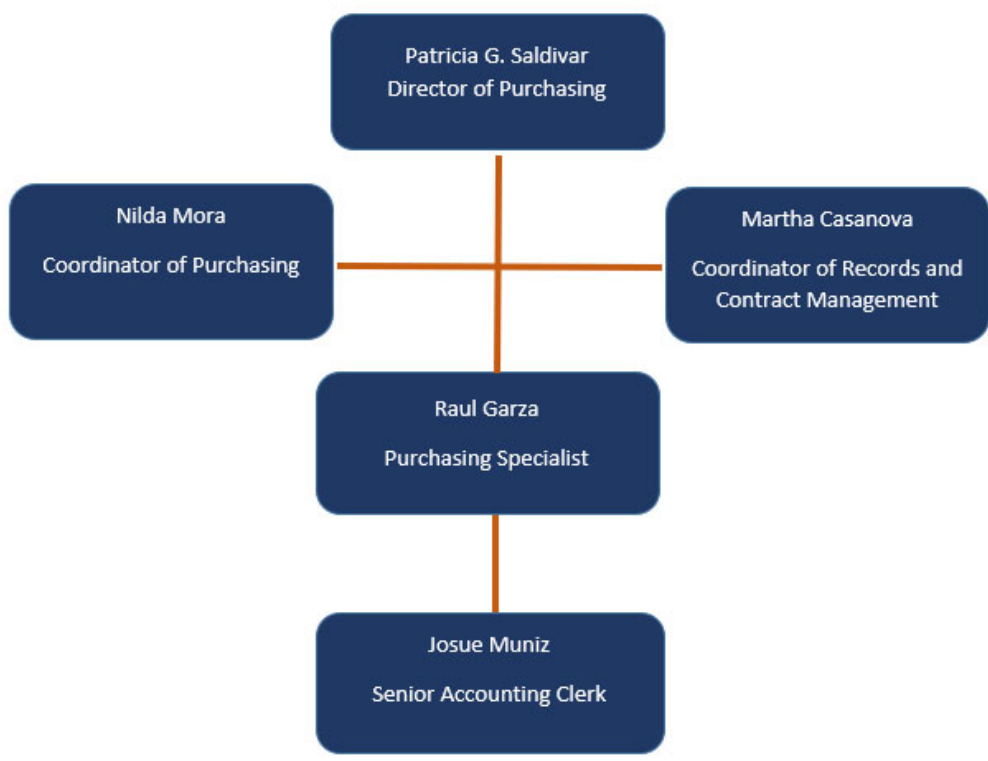 Patricia G. Saldivar
Director of Purchasing
Nilda Mora
Coordinator of Purchasing
Martha Casanova
Coordinator of Records and
Contract Management
Raul Garza
Purchasing Specialist
Josue Muniz
Senior Accounting Clerk